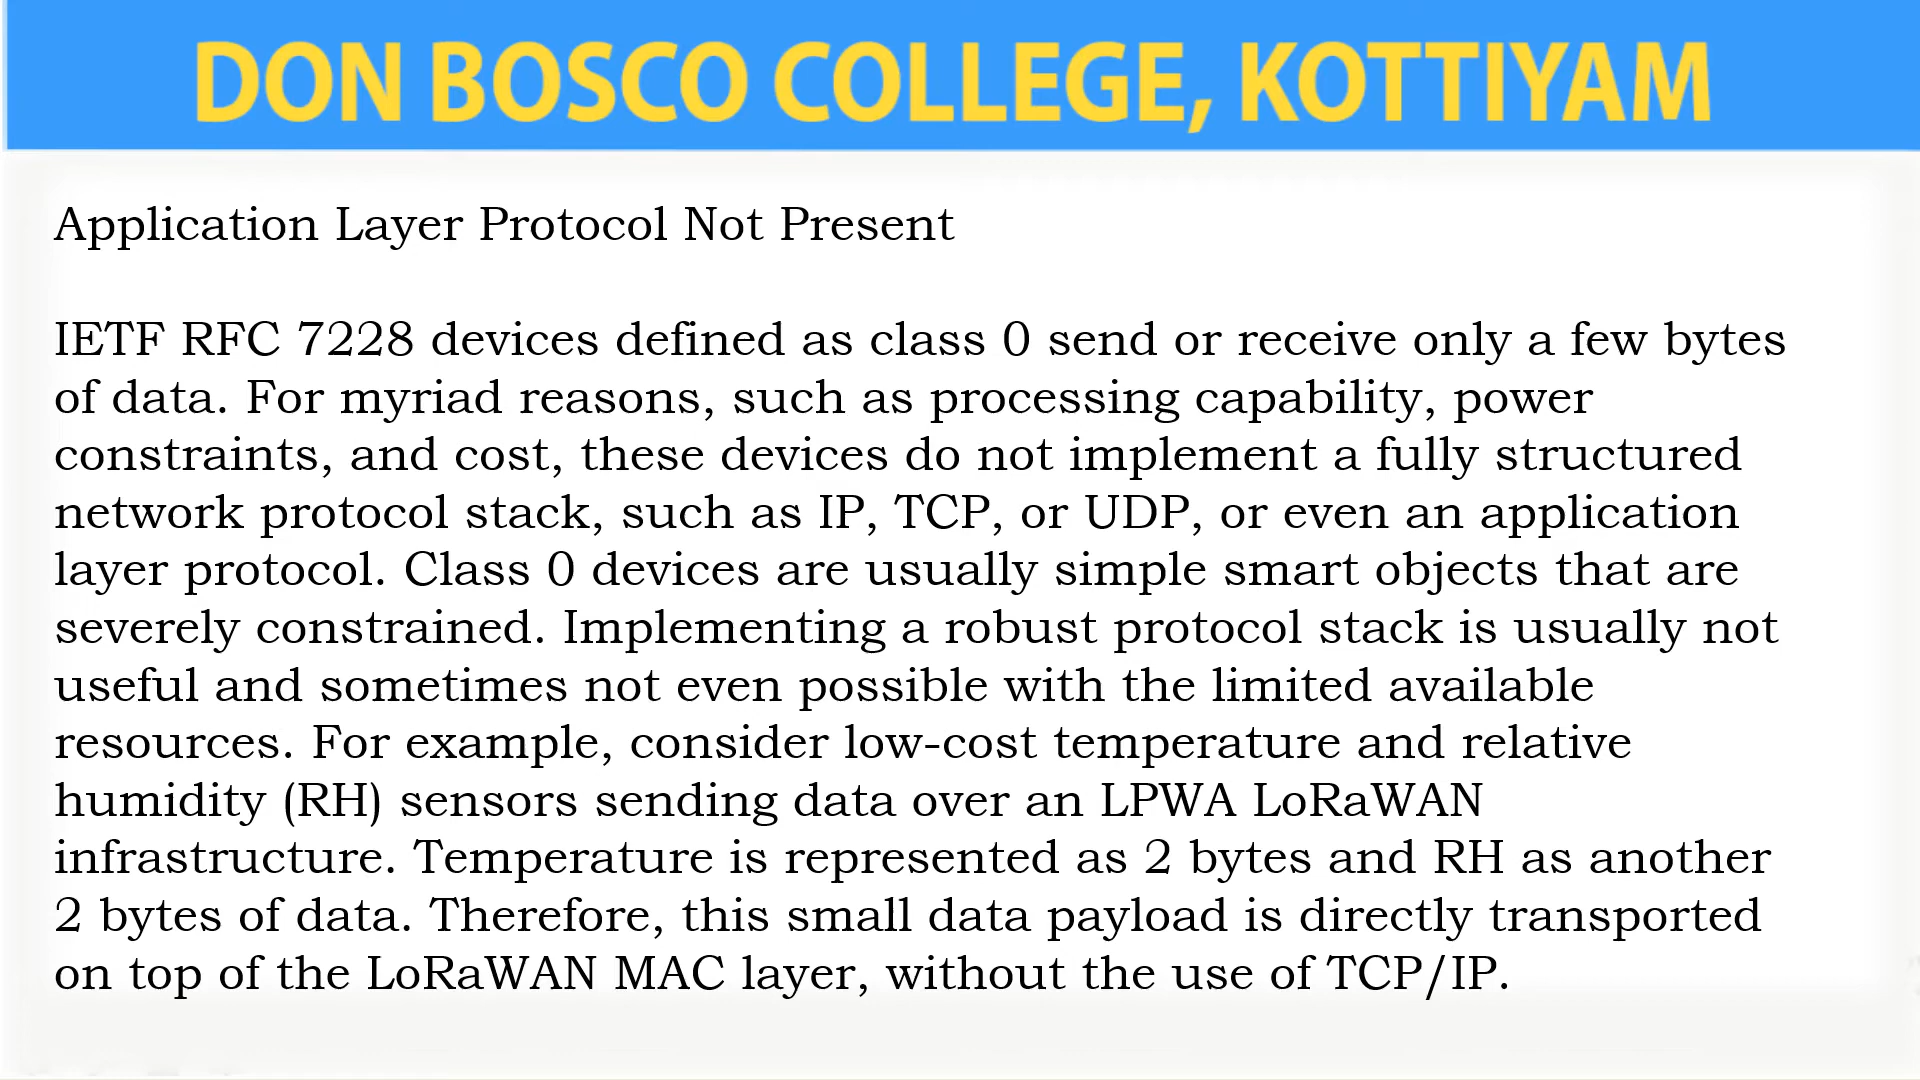 DON BOSCO COLLEGE, KOTTIYAM
Application Layer Protocol Not Present
IETF RFC 7228 devices defined as class 0 send or receive only a few bytes
of data. For myriad reasons, such as processing capability, power
constraints, and cost, these devices do not implement a fully structured
network protocol stack, such as IP, TCP, or UDP, or even an application
layer protocol. Class 0 devices are usually simple smart objects that are
severely constrained. Implementing a robust protocol stack is usually not
useful and sometimes not even possible with the limited available
resources. For example, consider low-cost temperature and relative
humidity (RH) sensors sending data over an LPWA LoRaWAN
infrastructure. Temperature is represented as 2 bytes and RH as another
2 bytes of data. Therefore, this small data payload is directly transported
on top of the LoRaWAN MAC layer, without the use of TCP/IP.